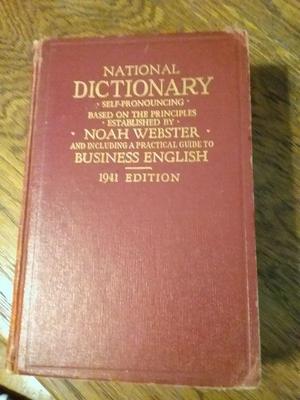 NATIONAL
DICTIONARY
· SELF-PRONOUNCING ·
BASED ON THE PRINCIPLES
· ESTABLISHED BY ·
· NOAH WEBSTER ·
AND INCLUDING A PRACTICAL GUIDE TO
BUSINESS ENGLISH
1941 EDITION